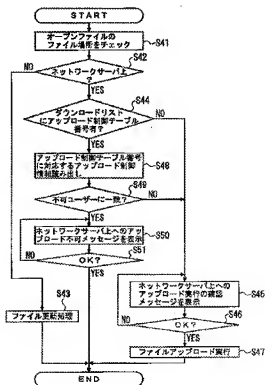 START
オープンファイルの
ファイル場所をチェック
S41
S42
ネットワークサーバ上
?
NO
YES
S44
ダウンロードリスト
にアップロード制御テーブル
番号有?
NO
YES
アップロード制御テーブル番号
に対応するアップロード制御
情報読み出し
S48
S49
不可ユーザーに一致?
NO
YES
ネットワークサーバ上へのアッ
プロード不可メッセージを表示
S50
S51
OK?
NO
YES
S43
ファイル更新処理
ネットワークサーバ上への
アップロード実行の確認
メッセージを表示
S45
S46
OK?
NO
YES
ファイルアップロード実行
S47
END